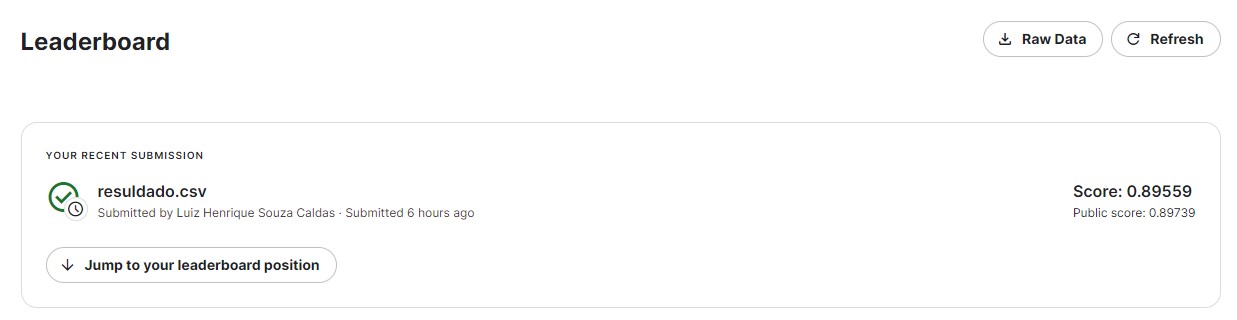 Leaderboard
Raw Data
Refresh
YOUR RECENT SUBMISSION
resuldado.csv
Score: 0.89559
Submitted by Luiz Henrique Souza Caldas · Submitted 6 hours ago
Public score: 0.89739
Jump to your leaderboard position